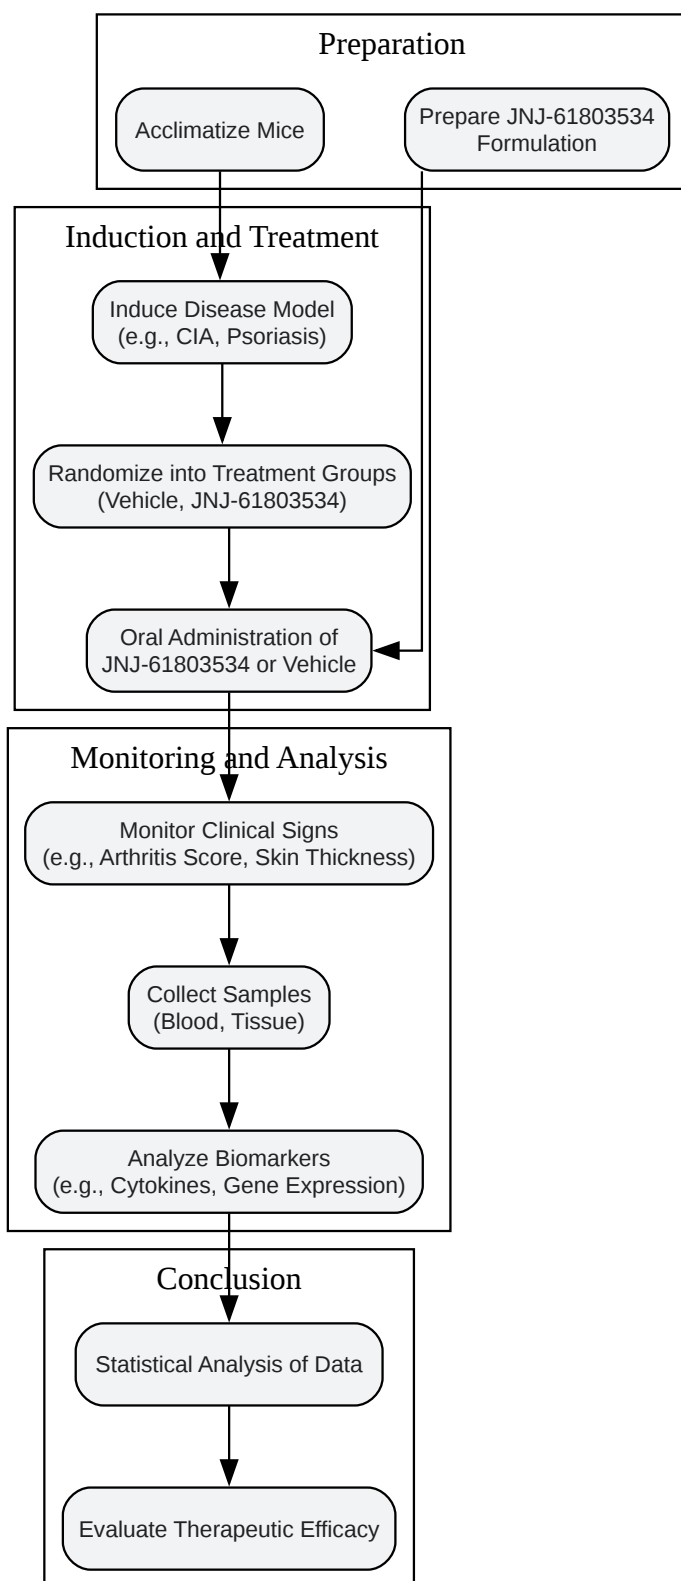 Preparation
Acclimatize Mice
Prepare JNJ-61803534
Formulation
Induction and Treatment
Induce Disease Model
(e.g., CIA, Psoriasis)
Randomize into Treatment Groups
(Vehicle, JNJ-61803534)
Oral Administration of
JNJ-61803534 or Vehicle
Monitoring and Analysis
Monitor Clinical Signs
(e.g., Arthritis Score, Skin Thickness)
Collect Samples
(Blood, Tissue)
Analyze Biomarkers
(e.g., Cytokines, Gene Expression)
Conclusion
Statistical Analysis of Data
Evaluate Therapeutic Efficacy